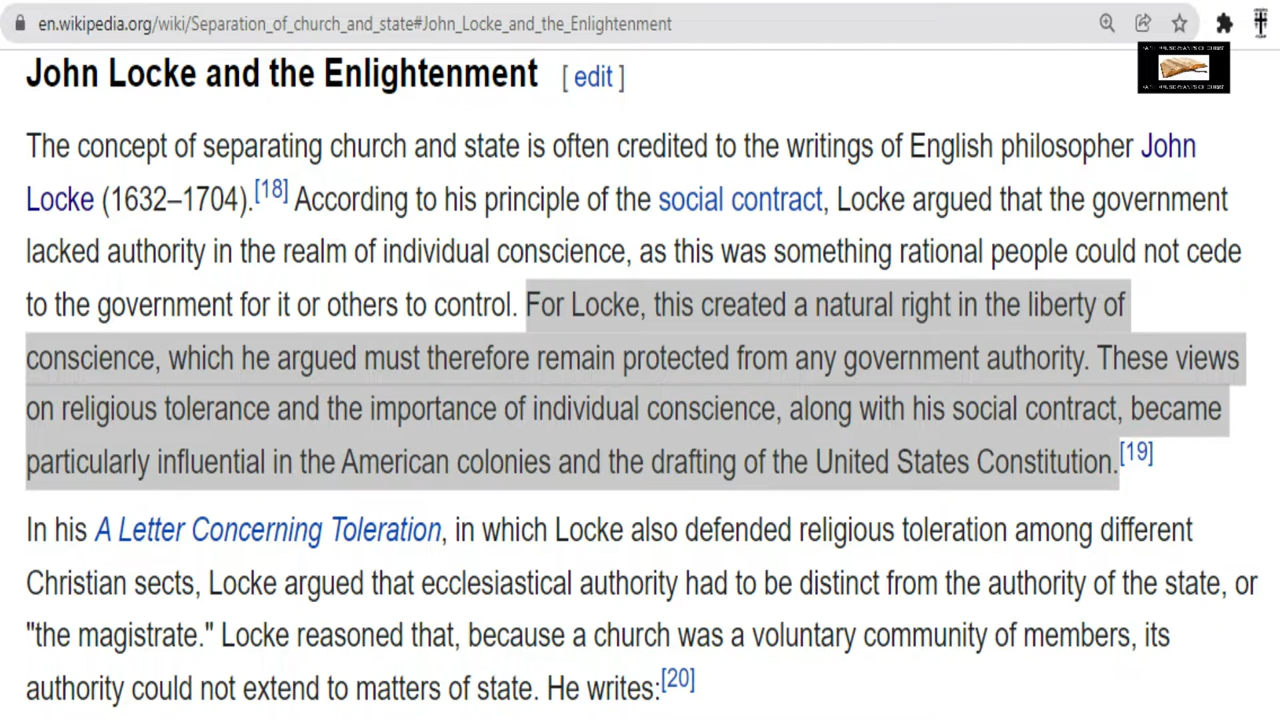 en.wikipedia.org/wiki/Separation_of_church_and_state#John_Locke_and_the_Enlightenment
John Locke and the Enlightenment [ edit ]
The concept of separating church and state is often credited to the writings of English philosopher John
Locke (1632–1704).[18] According to his principle of the social contract, Locke argued that the government
lacked authority in the realm of individual conscience, as this was something rational people could not cede
to the government for it or others to control. For Locke, this created a natural right in the liberty of
conscience, which he argued must therefore remain protected from any government authority. These views
on religious tolerance and the importance of individual conscience, along with his social contract, became
particularly influential in the American colonies and the drafting of the United States Constitution.[19]
In his A Letter Concerning Toleration, in which Locke also defended religious toleration among different
Christian sects, Locke argued that ecclesiastical authority had to be distinct from the authority of the state, or
"the magistrate." Locke reasoned that, because a church was a voluntary community of members, its
authority could not extend to matters of state. He writes:[20]